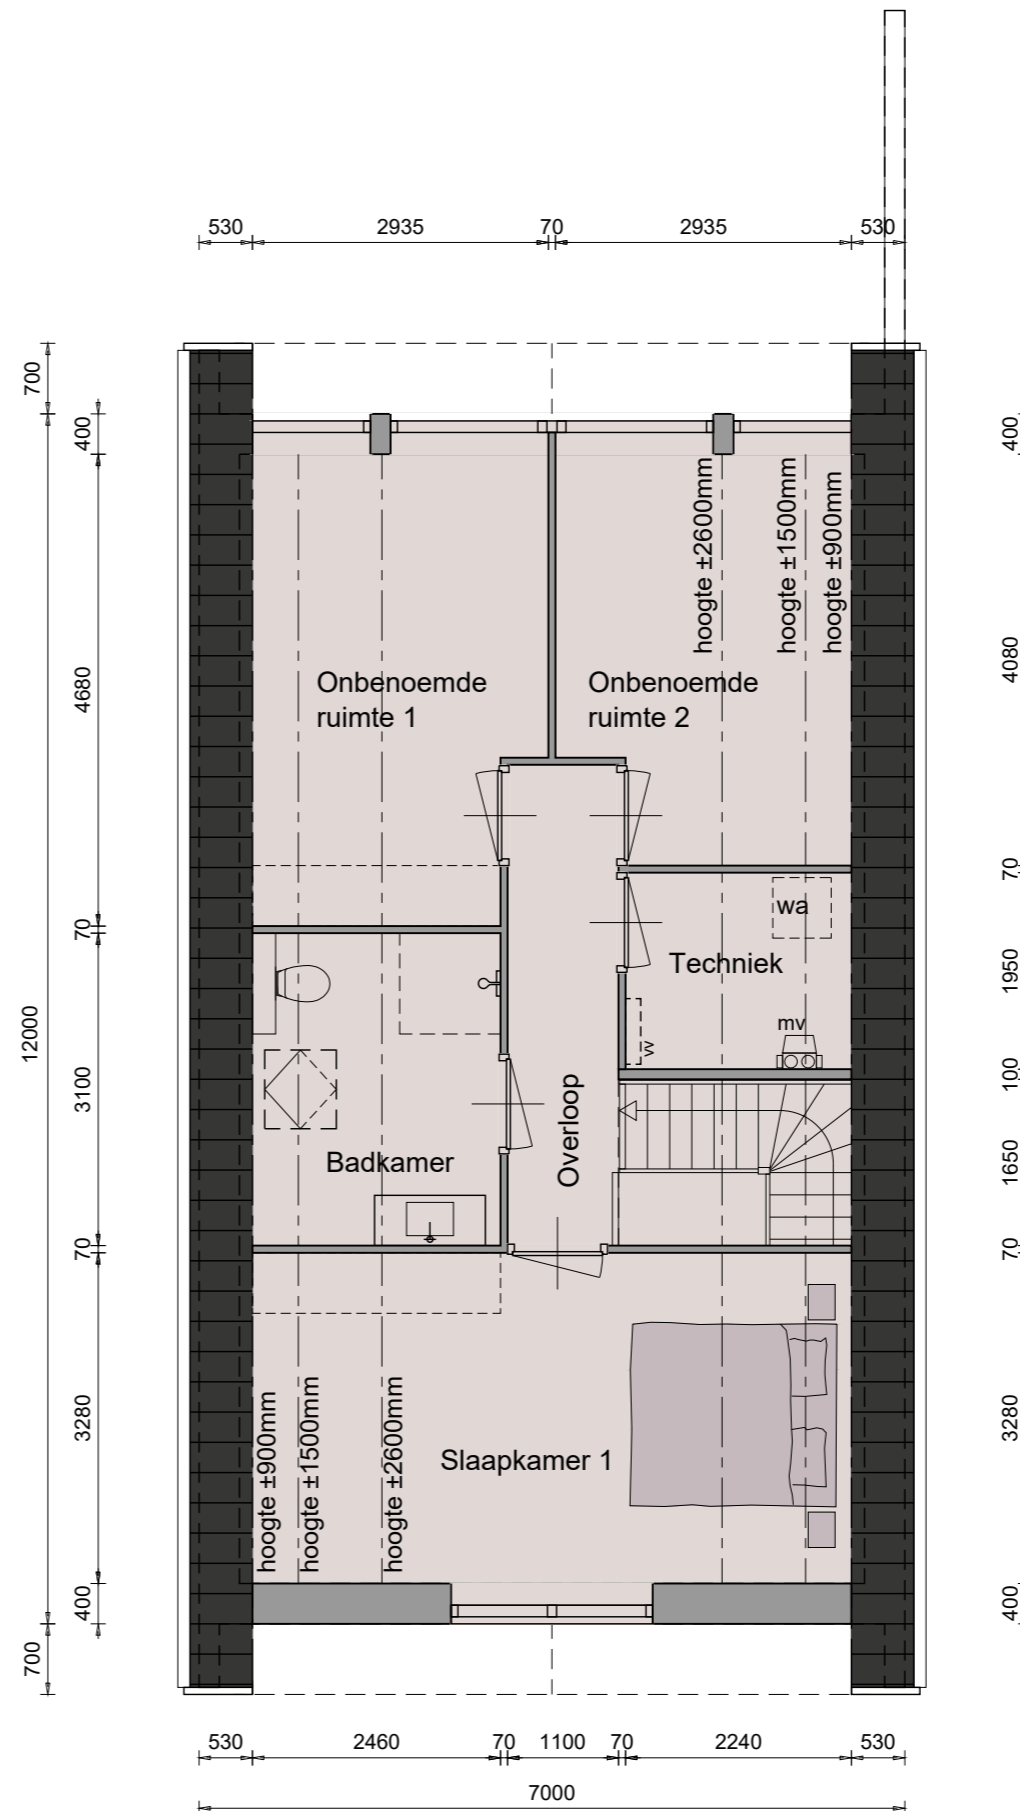 530
2935
70
2935
530
700
400
400
hoogte ±2600mm
hoogte ±1500mm
hoogte ±900mm
4680
4080
Onbenoemde
ruimte 1
Onbenoemde
ruimte 2
70
wa
70
Techniek
1950
12000
mv
vv
3100
100
Overloop
Badkamer
1650
70
70
hoogte ±900mm
hoogte ±1500mm
hoogte ±2600mm
3280
3280
Slaapkamer 1
400
400
700
530
2460
70
1100
70
2240
530
7000